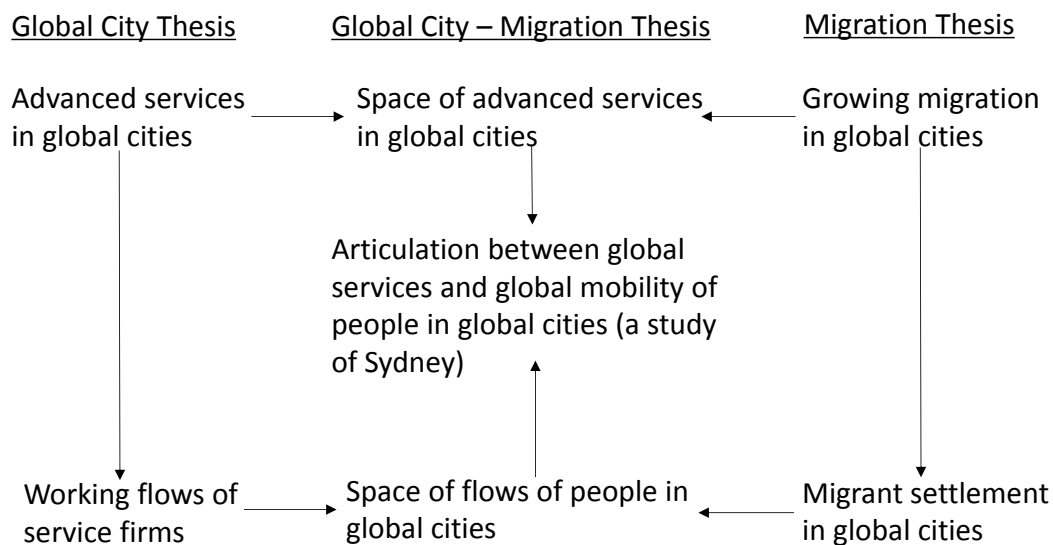 Global City Thesis
Global City – Migration Thesis
Migration Thesis
Advanced services
in global cities
Space of advanced services
in global cities
Growing migration
in global cities
Articulation between global
services and global mobility of
people in global cities (a study
of Sydney)
Working flows of
service firms
Space of flows of people in
global cities
Migrant settlement
in global cities